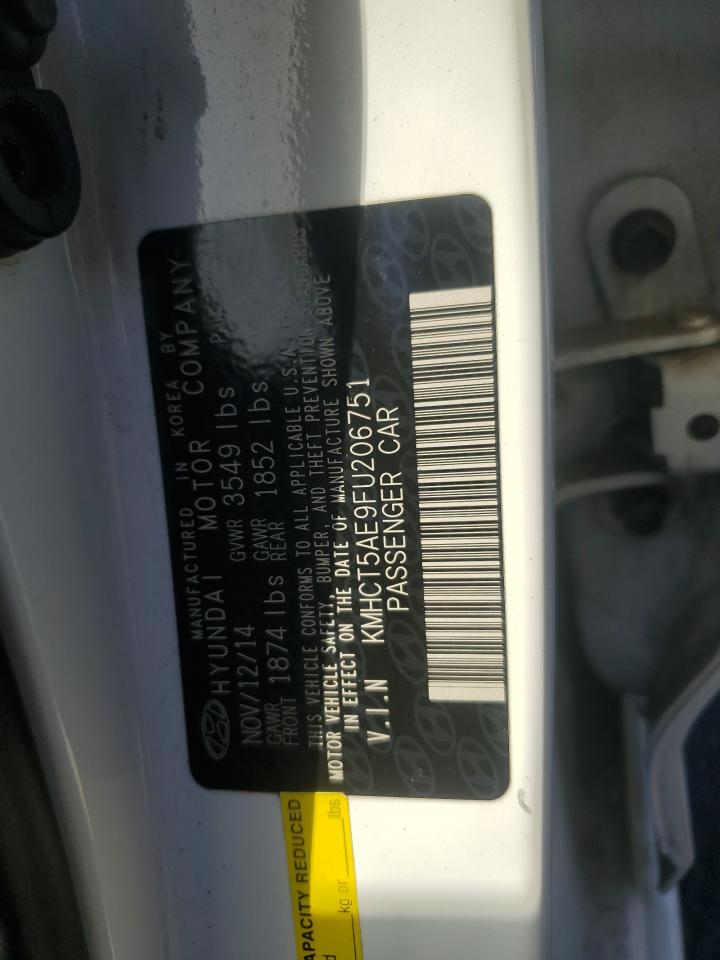 MANUFACTURED IN KOREA BY
HYUNDAI MOTOR COMPANY
NOV/12/14 GVWR 3549 lbs
GAWR FRONT 1874 lbs GAWR REAR 1852 lbs
THIS VEHICLE CONFORMS TO ALL APPLICABLE U.S.A.
MOTOR VEHICLE SAFETY, BUMPER, AND THEFT PREVENTION STANDARDS
IN EFFECT ON THE DATE OF MANUFACTURE SHOWN ABOVE
V.I.N KMHCT5AE9FU206751
PASSENGER CAR
APACITY REDUCED
kg or lbs